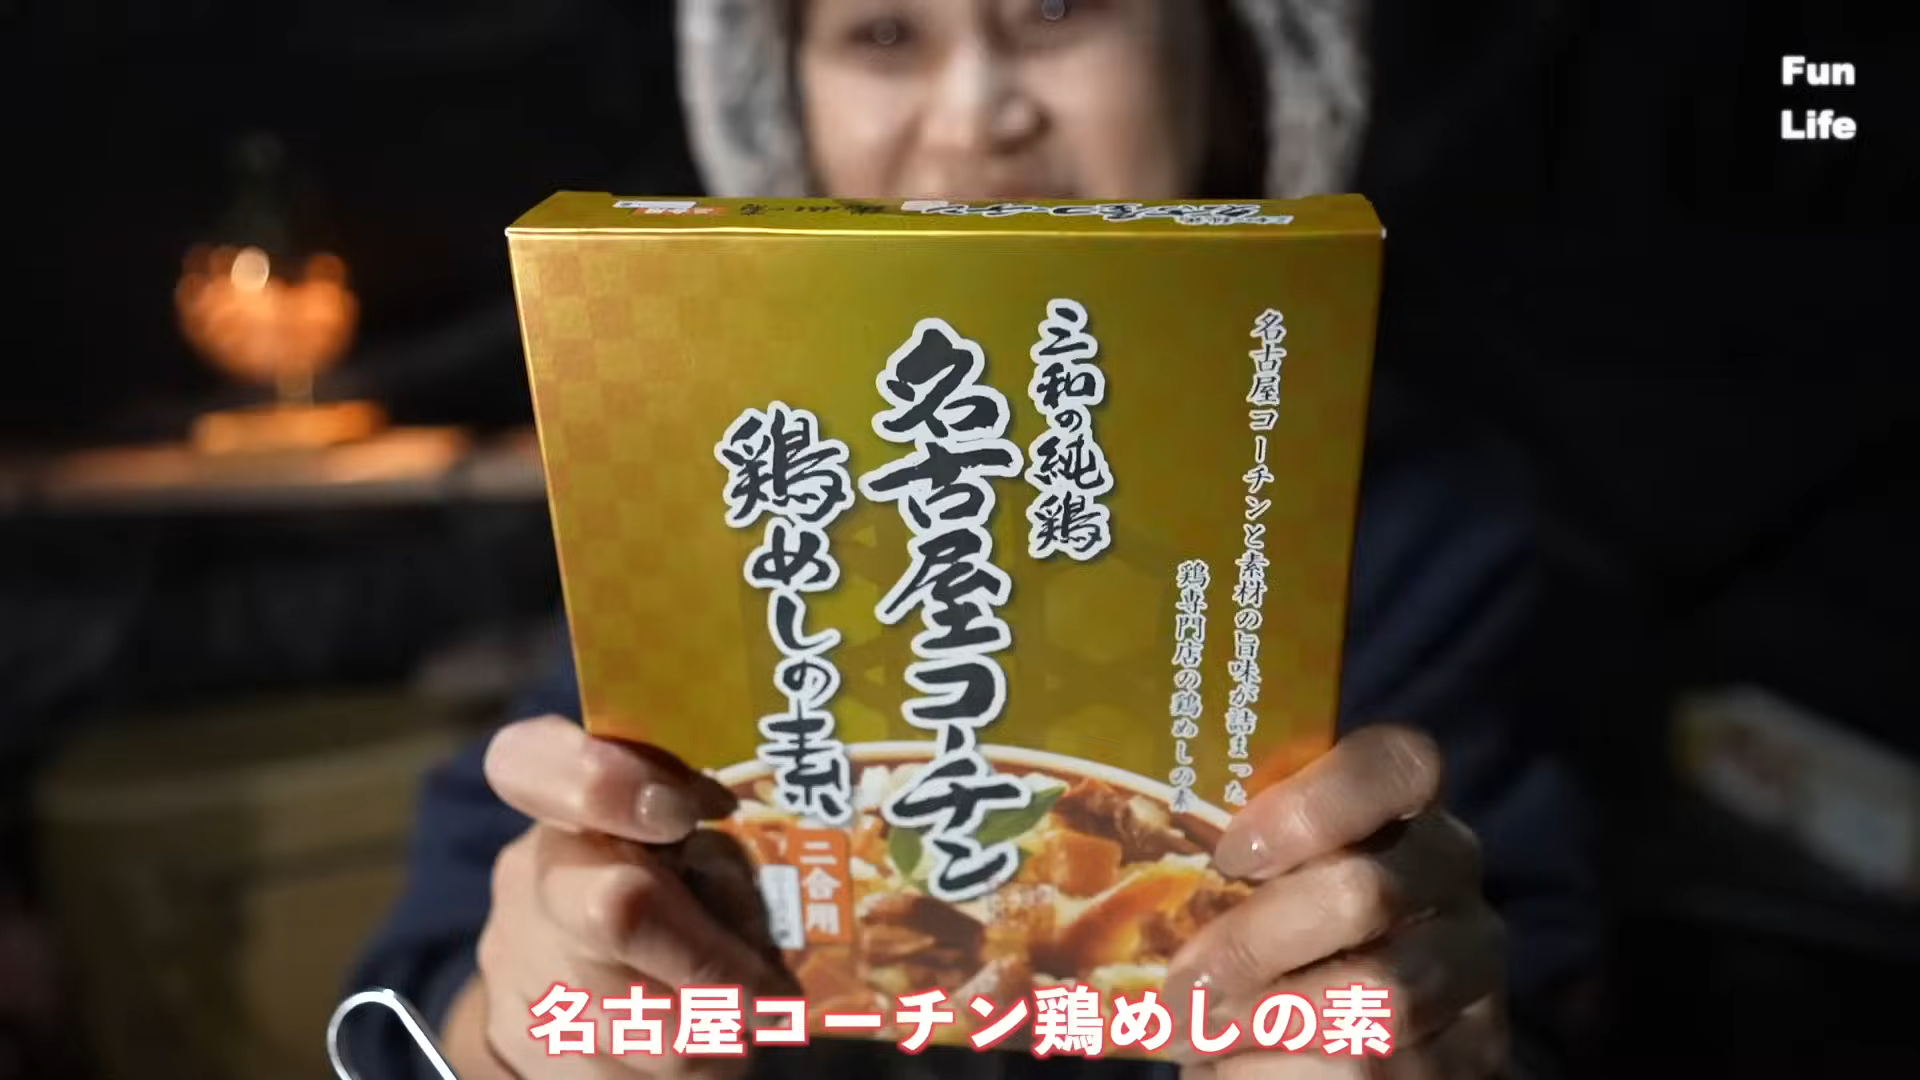 Fun
Life
名古屋コーチンと素材の旨味が詰まった
鶏専門店の鶏めしの素
三和の純鶏
名古屋コーチン
鶏めしの素
二合用
名古屋コーチン鶏めしの素